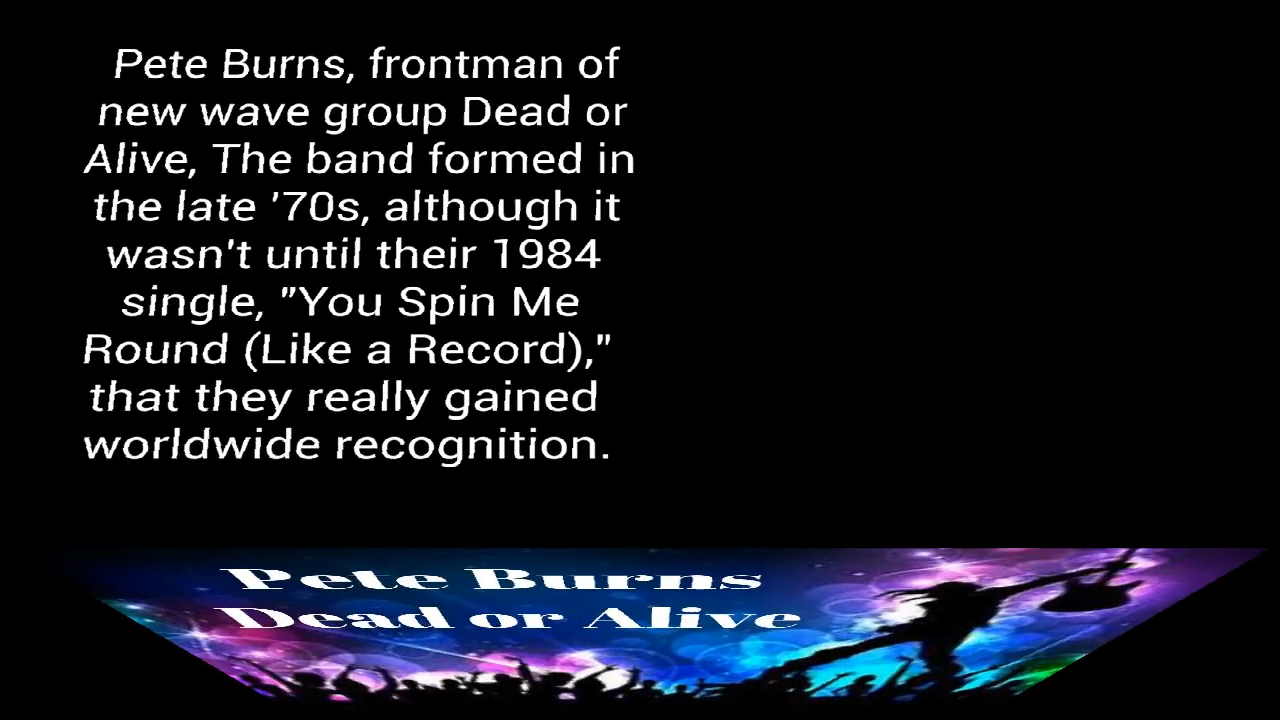 Pete Burns, frontman of
new wave group Dead or
Alive, The band formed in
the late '70s, although it
wasn't until their 1984
single, "You Spin Me
Round (Like a Record),"
that they really gained
worldwide recognition.
Pete Burns
Dead or Alive